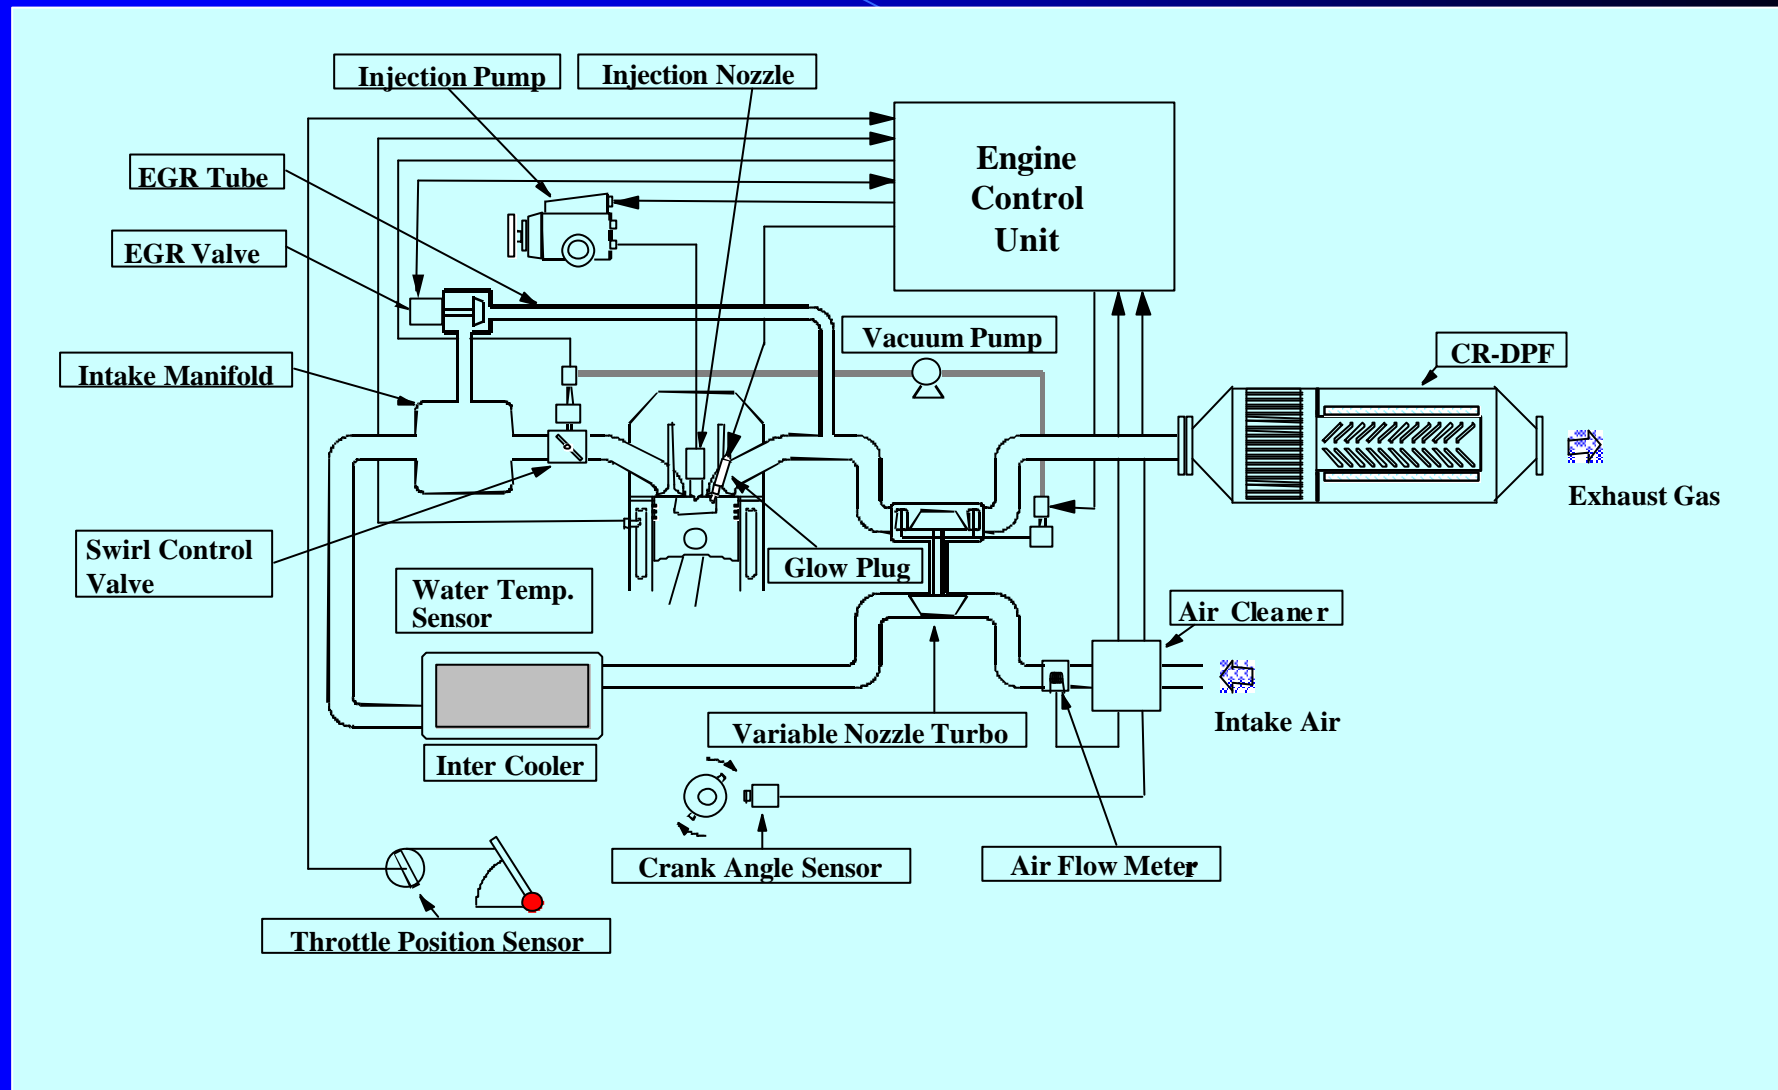 Injection Pump
Injection Nozzle
Engine
Control
Unit
EGR Tube
EGR Valve
Vacuum Pump
CR-DPF
Intake Manifold
Exhaust Gas
Swirl Control
Valve
Glow Plug
Water Temp.
Sensor
Air Cleaner
Intake Air
Variable Nozzle Turbo
Inter Cooler
Crank Angle Sensor
Air Flow Meter
Throttle Position Sensor